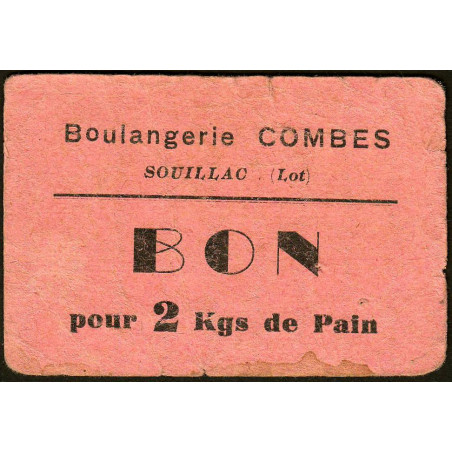 Boulangerie COMBES
SOUILLAC . (Lot)
BON
pour 2 Kgs de Pain